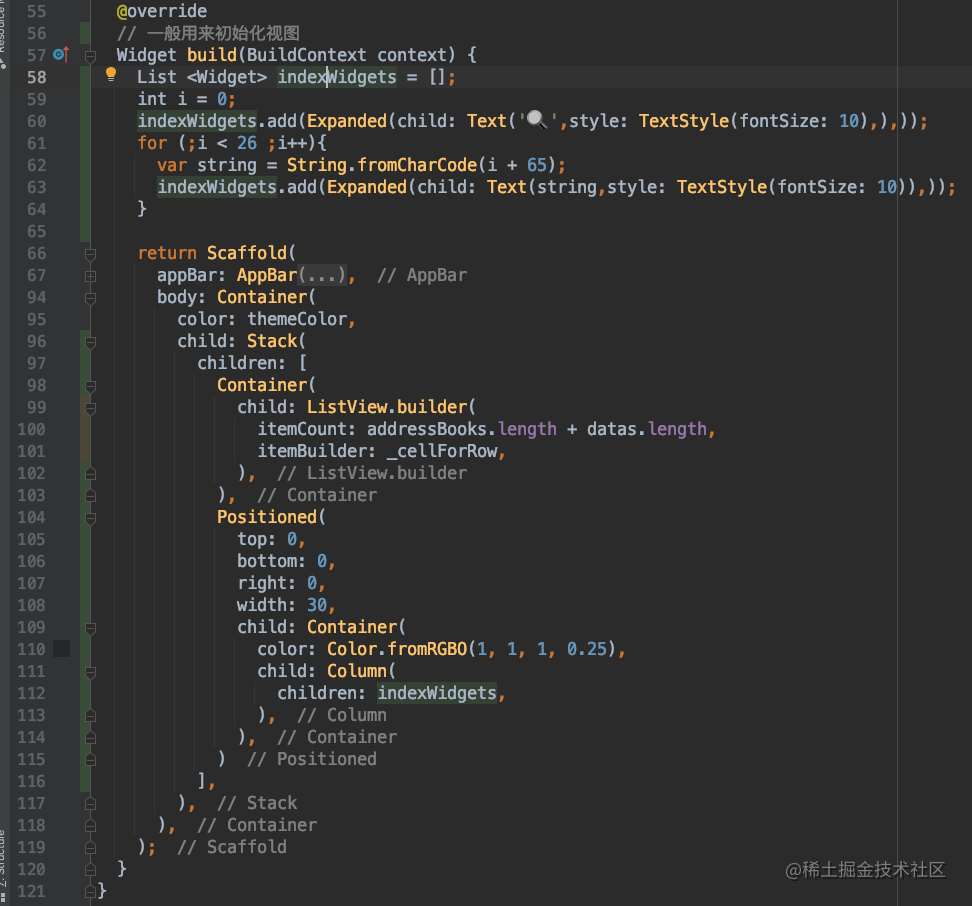 Resource M
55 @override
56 // 一般用来初始化视图
57 Widget build(BuildContext context) {
58 List <Widget> indexWidgets = [];
59 int i = 0;
60 indexWidgets.add(Expanded(child: Text('🔍',style: TextStyle(fontSize: 10),),));
61 for (;i < 26 ;i++){
62 var string = String.fromCharCode(i + 65);
63 indexWidgets.add(Expanded(child: Text(string,style: TextStyle(fontSize: 10)),));
64 }
65
66 return Scaffold(
67 appBar: AppBar(...), // AppBar
94 body: Container(
95 color: themeColor,
96 child: Stack(
97 children: [
98 Container(
99 child: ListView.builder(
100 itemCount: addressBooks.length + datas.length,
101 itemBuilder: _cellForRow,
102 ), // ListView.builder
103 ), // Container
104 Positioned(
105 top: 0,
106 bottom: 0,
107 right: 0,
108 width: 30,
109 child: Container(
110 color: Color.fromRGBO(1, 1, 1, 0.25),
111 child: Column(
112 children: indexWidgets,
113 ), // Column
114 ), // Container
115 ) // Positioned
116 ],
117 ), // Stack
118 ), // Container
119 ); // Scaffold
120 }
121 }
Z: Structure
@稀土掘金技术社区